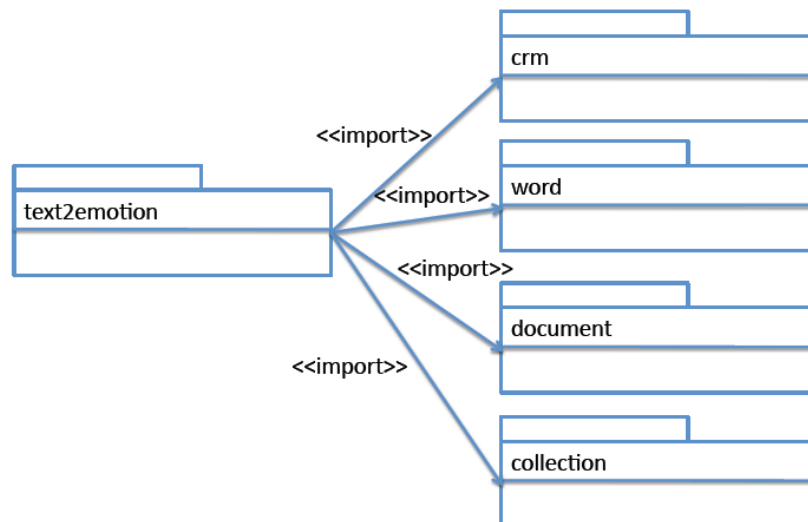 crm
<<import>>
word
<<import>>
text2emotion
<<import>>
document
<<import>>
collection